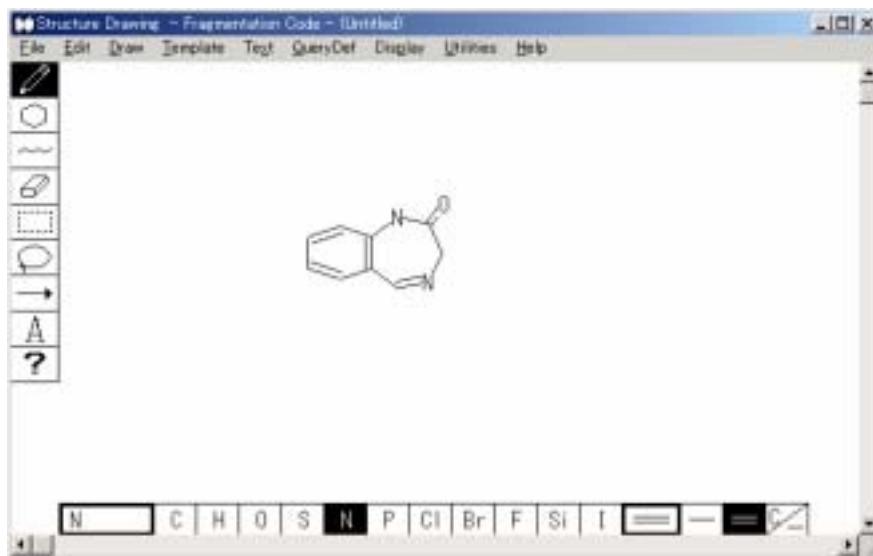 Structure Drawing - Fragmentation Code - (Untitled)
File Edit Draw Template Text QueryDef Display Utilities Help
O
N
N
A
?
N C H O S N P Cl Br F Si I C